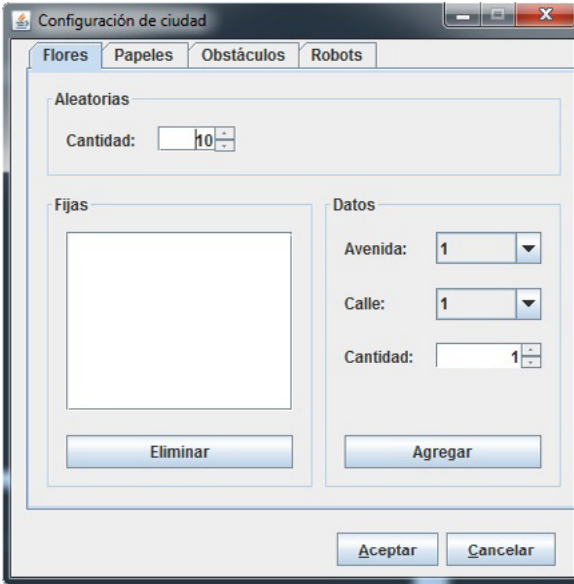 Configuración de ciudad
Flores Papeles Obstáculos Robots
Aleatorias
Cantidad: 10
Fijas
Datos
Avenida: 1
Calle: 1
Cantidad: 1
Eliminar
Agregar
Aceptar Cancelar